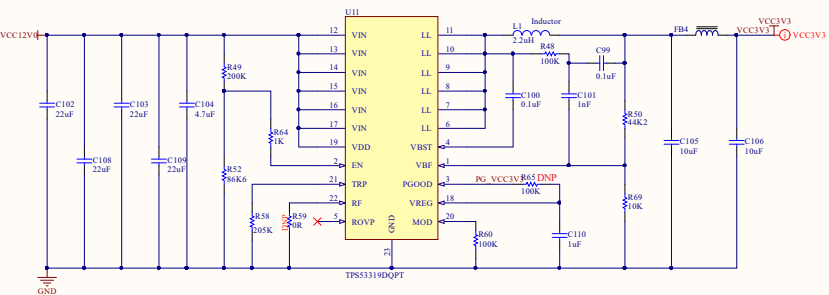 U11
VCC12V0
12 VIN LL 11
13 VIN LL 10
14 VIN LL 9
15 VIN LL 8
16 VIN LL 7
17 VIN LL 6
19 VDD VBST 4
2 EN VBF 1
21 TRP PGOOD 3
22 RF VREG 18
5 ROVP MOD 20
GND
23
TPS53319DQPT
C102
22uF
C108
22uF
C103
22uF
C109
22uF
C104
4.7uF
R49
200K
R52
86K6
R64
1K
R58
205K
DNP
R59
0R
L1 Inductor
2.2uH
R48
100K
C99
0.1uF
C100
0.1uF
C101
1nF
R50
44K2
R69
10K
PG_VCC3V3
R65 DNP
100K
R60
100K
C110
1uF
FB4
VCC3V3
VCC3V3
VCC3V3
C105
10uF
C106
10uF
GND